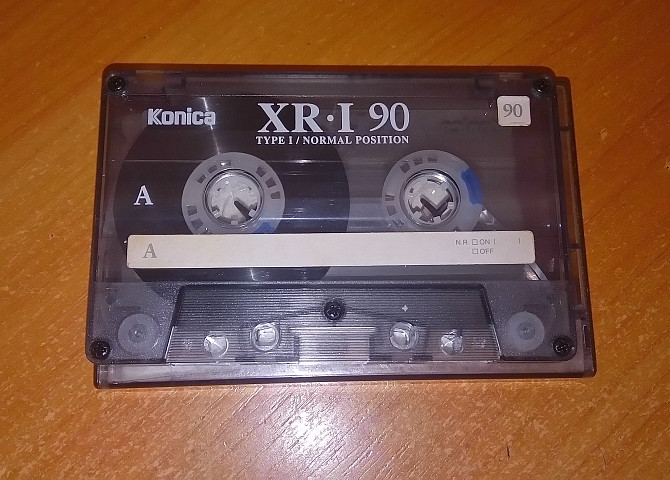 Konica
XR·I 90
TYPE I / NORMAL POSITION
90
A
A
N.R. □ON
□OFF